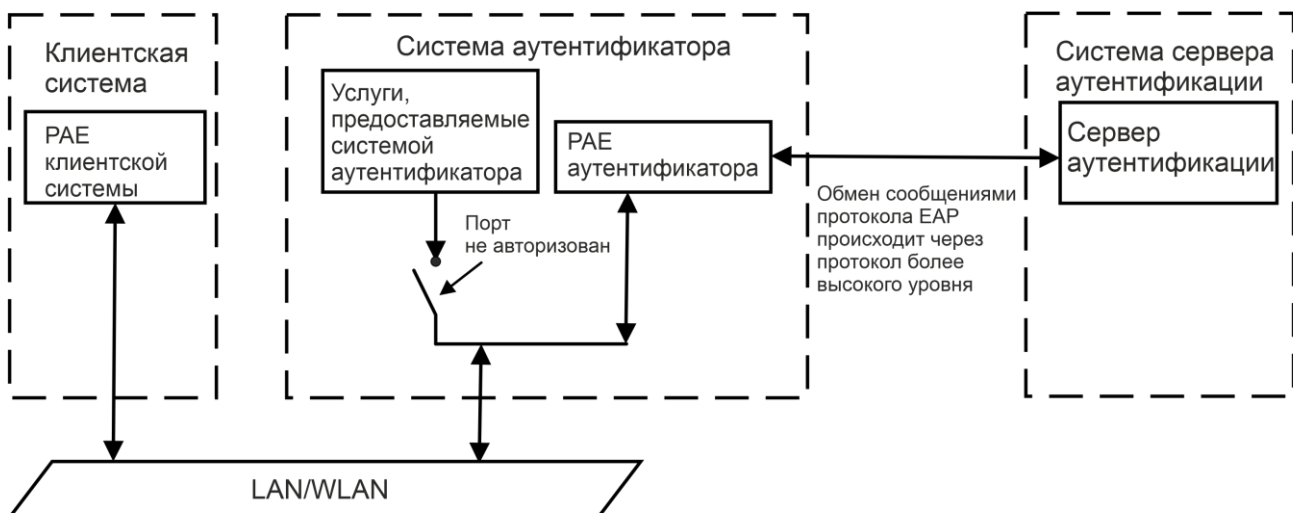 Клиентская
система
PAE
клиентской
системы
Система аутентификатора
Услуги,
предоставляемые
системой
аутентификатора
PAE
аутентификатора
Порт
не авторизован
Обмен сообщениями
протокола EAP
происходит через
протокол более
высокого уровня
Система сервера
аутентификации
Сервер
аутентификации
LAN/WLAN